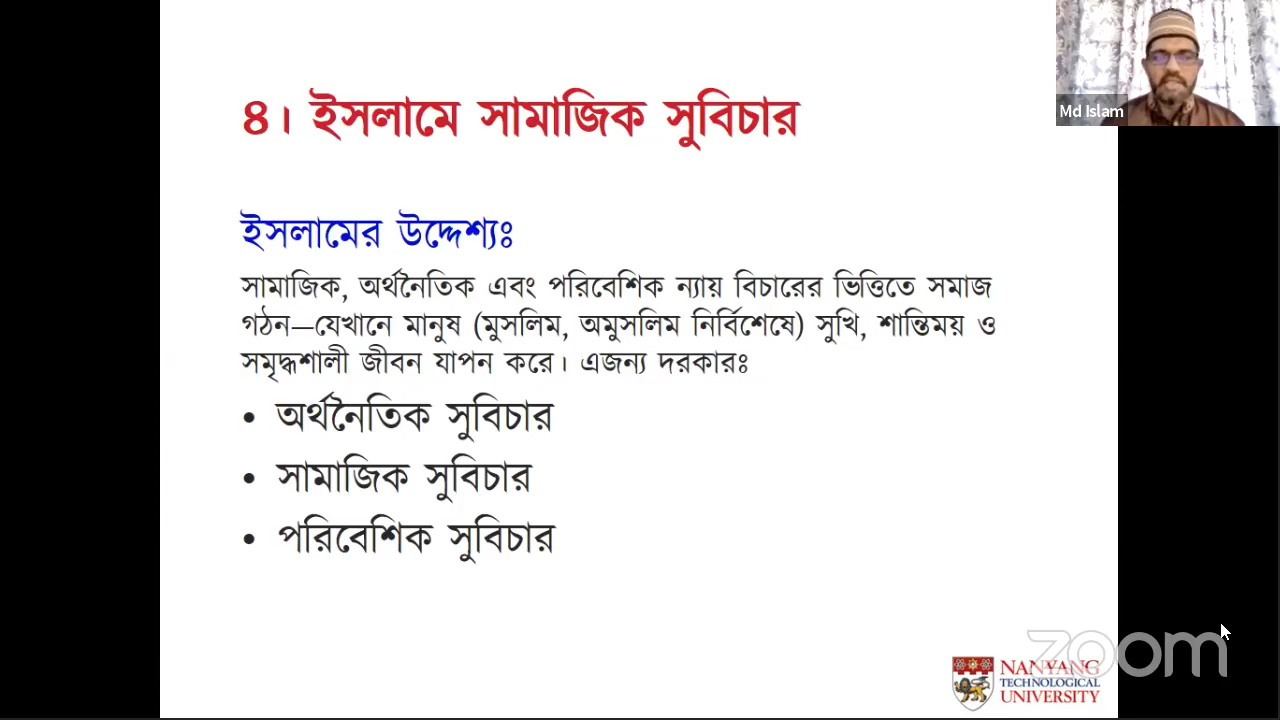 ৪। ইসলামে সামাজিক সুবিচার
Md Islam
ইসলামের উদ্দেশ্যঃ
সামাজিক, অর্থনৈতিক এবং পরিবেশিক ন্যায় বিচারের ভিত্তিতে সমাজ
গঠন—যেখানে মানুষ (মুসলিম, অমুসলিম নির্বিশেষে) সুখি, শান্তিময় ও
সমৃদ্ধশালী জীবন যাপন করে। এজন্য দরকারঃ
• অর্থনৈতিক সুবিচার
• সামাজিক সুবিচার
• পরিবেশিক সুবিচার
zoom
NANYANG
TECHNOLOGICAL
UNIVERSITY